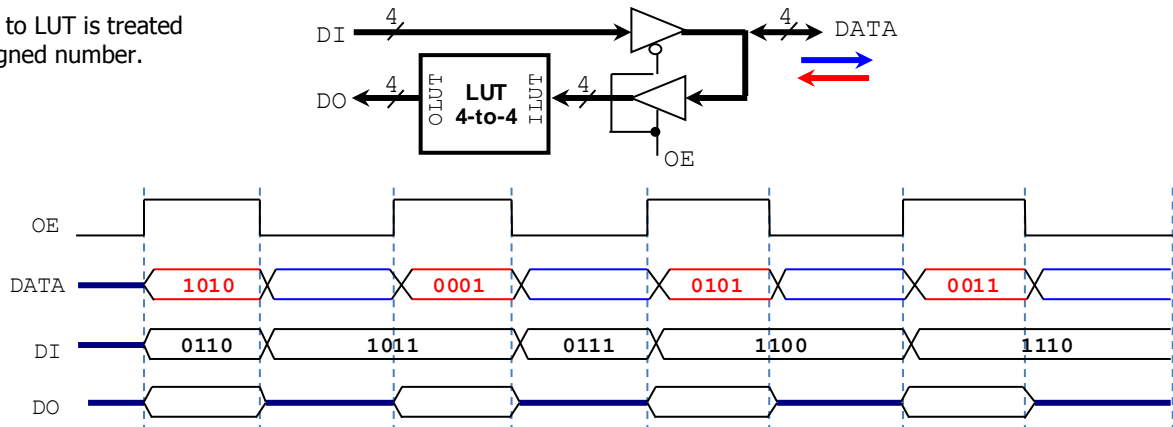 to LUT is treated
igned number.
DI
4
4
DATA
DO
4
OLUT
LUT
4-to-4
ILUT
4
OE
OE
DATA 1010 0001 0101 0011
DI 0110 1011 0111 1100 1110
DO